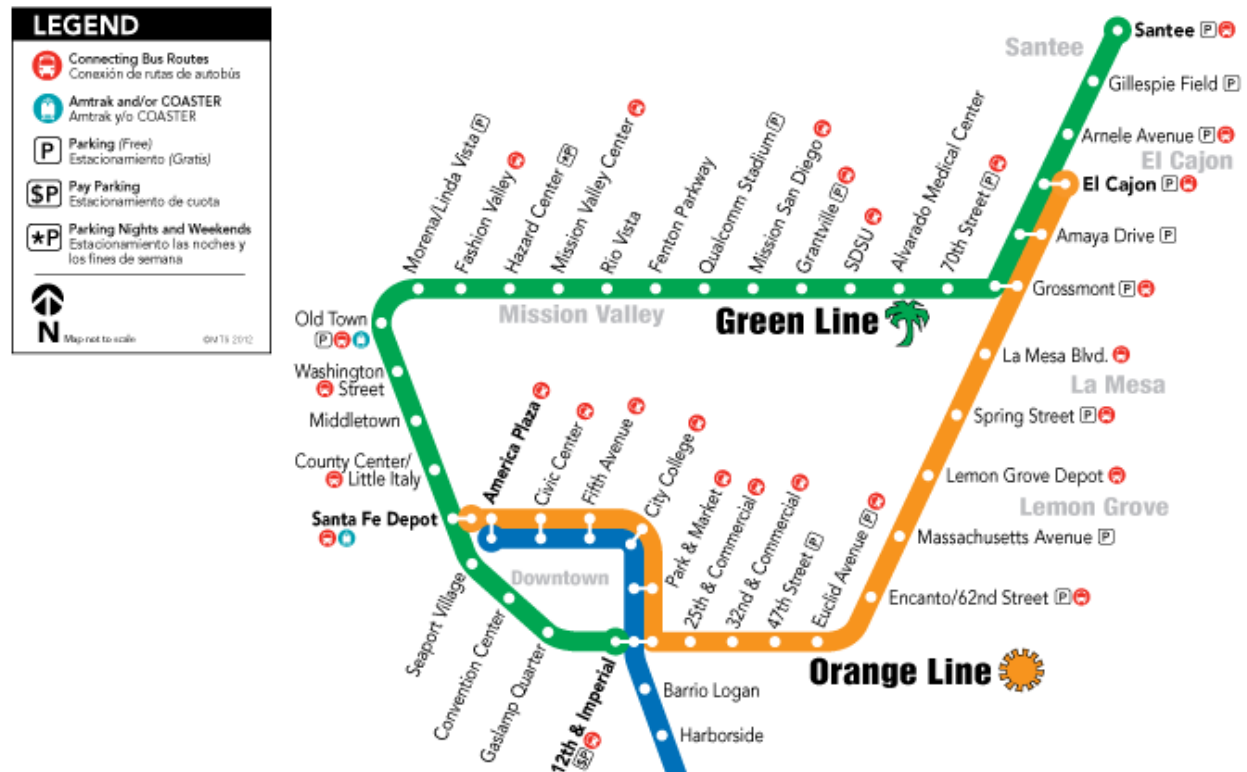 LEGEND
Connecting Bus Routes
Conexión de rutas de autobús
Amtrak and/or COASTER
Amtrak y/o COASTER
P
Parking (Free)
Estacionamiento (Gratis)
$P
Pay Parking
Estacionamiento de cuota
*P
Parking Nights and Weekends
Estacionamiento las noches y
los fines de semana
N
Map not to scale
©MTS 2012
Santee
Santee P
Gillespie Field P
Arnele Avenue P
El Cajon
El Cajon P
Amaya Drive P
Grossmont P
Morena/Linda Vista P
Fashion Valley
Hazard Center *P
Mission Valley Center
Rio Vista
Fenton Parkway
Qualcomm Stadium P
Mission San Diego
Grantville P
SDSU
Alvarado Medical Center
70th Street P
Mission Valley
Green Line
Old Town
P
Washington
Street
Middletown
County Center/
Little Italy
Santa Fe Depot
America Plaza
Civic Center
Fifth Avenue
City College
Park & Market
25th & Commercial
32nd & Commercial
47th Street P
Euclid Avenue P
La Mesa Blvd.
La Mesa
Spring Street P
Lemon Grove Depot
Lemon Grove
Massachusetts Avenue P
Encanto/62nd Street P
Downtown
Seaport Village
Convention Center
Gaslamp Quarter
12th & Imperial
$P
Orange Line
Barrio Logan
Harborside